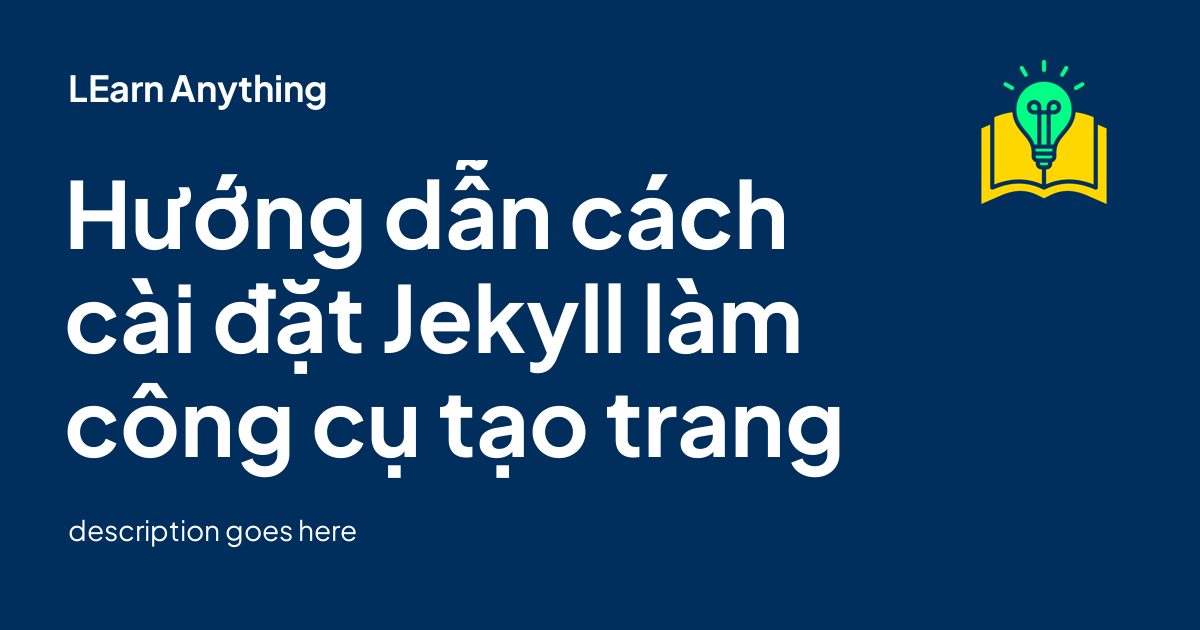 LEarn Anything
Hướng dẫn cách
cài đặt Jekyll làm
công cụ tạo trang
description goes here